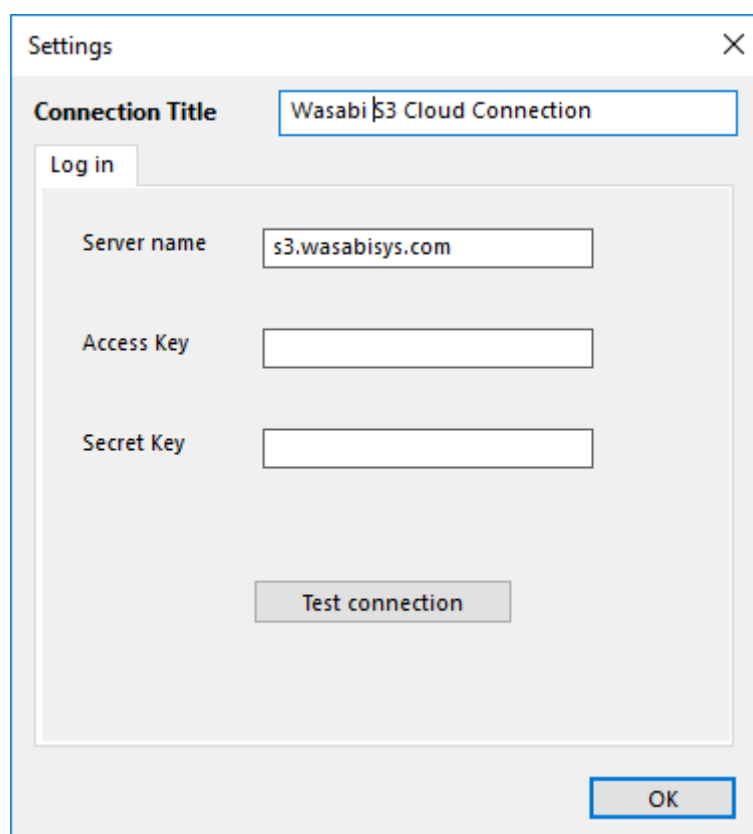 Settings
Connection Title
Wasabi S3 Cloud Connection
Log in
Server name
s3.wasabisys.com
Access Key
Secret Key
Test connection
OK